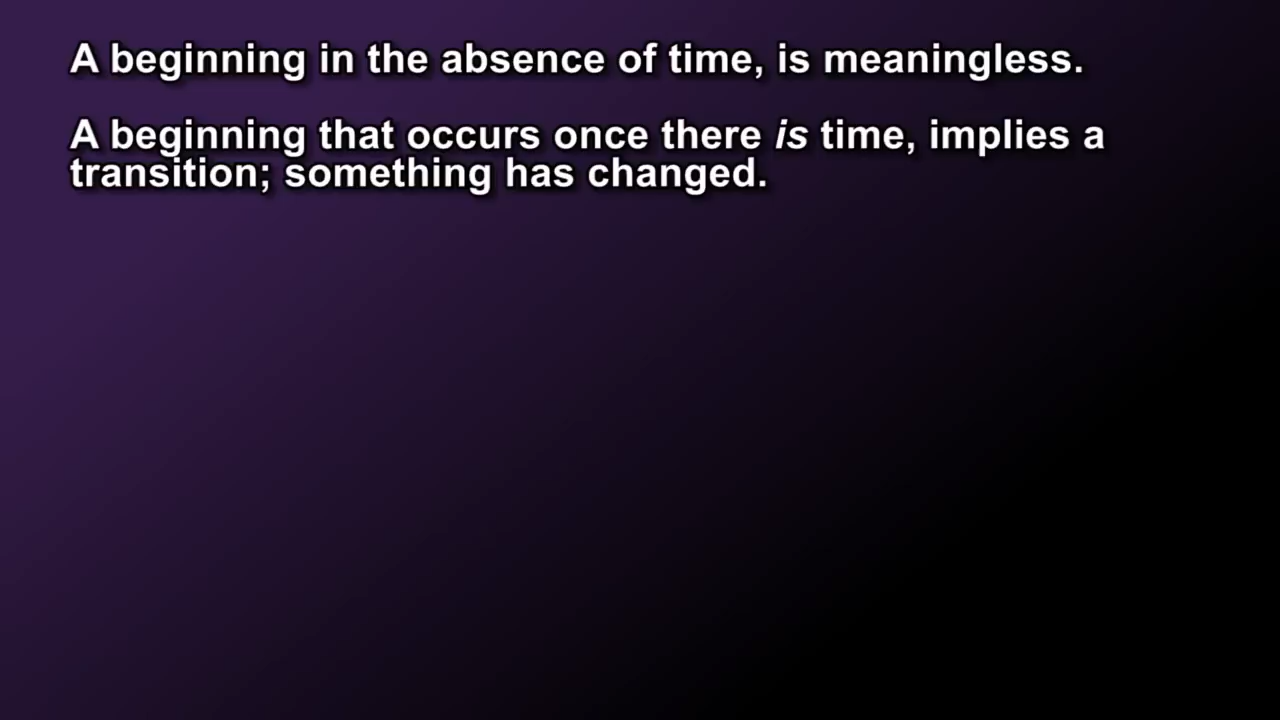 A beginning in the absence of time, is meaningless.
A beginning that occurs once there is time, implies a
transition; something has changed.